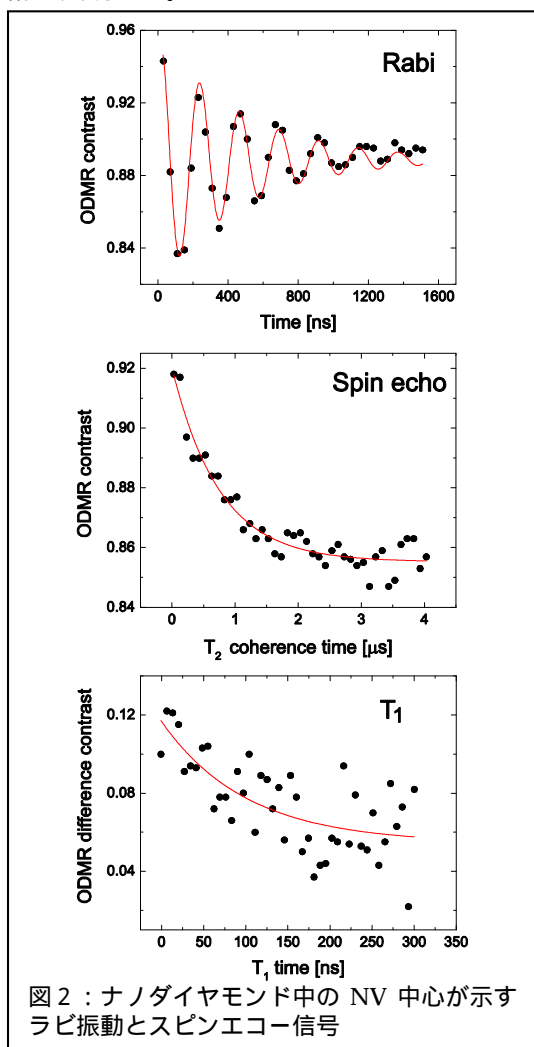 0.96
Rabi
0.92
0.88
0.84
ODMR contrast
0 400 800 1200 1600
Time [ns]
0.92
Spin echo
0.90
0.88
0.86
0.84
ODMR contrast
0 1 2 3 4
T₂ coherence time [µs]
T₁
0.12
0.08
0.04
ODMR difference contrast
0 50 100 150 200 250 300 350
T₁ time [ns]
図2：ナノダイヤモンド中の NV 中心が示す
ラビ振動とスピンエコー信号